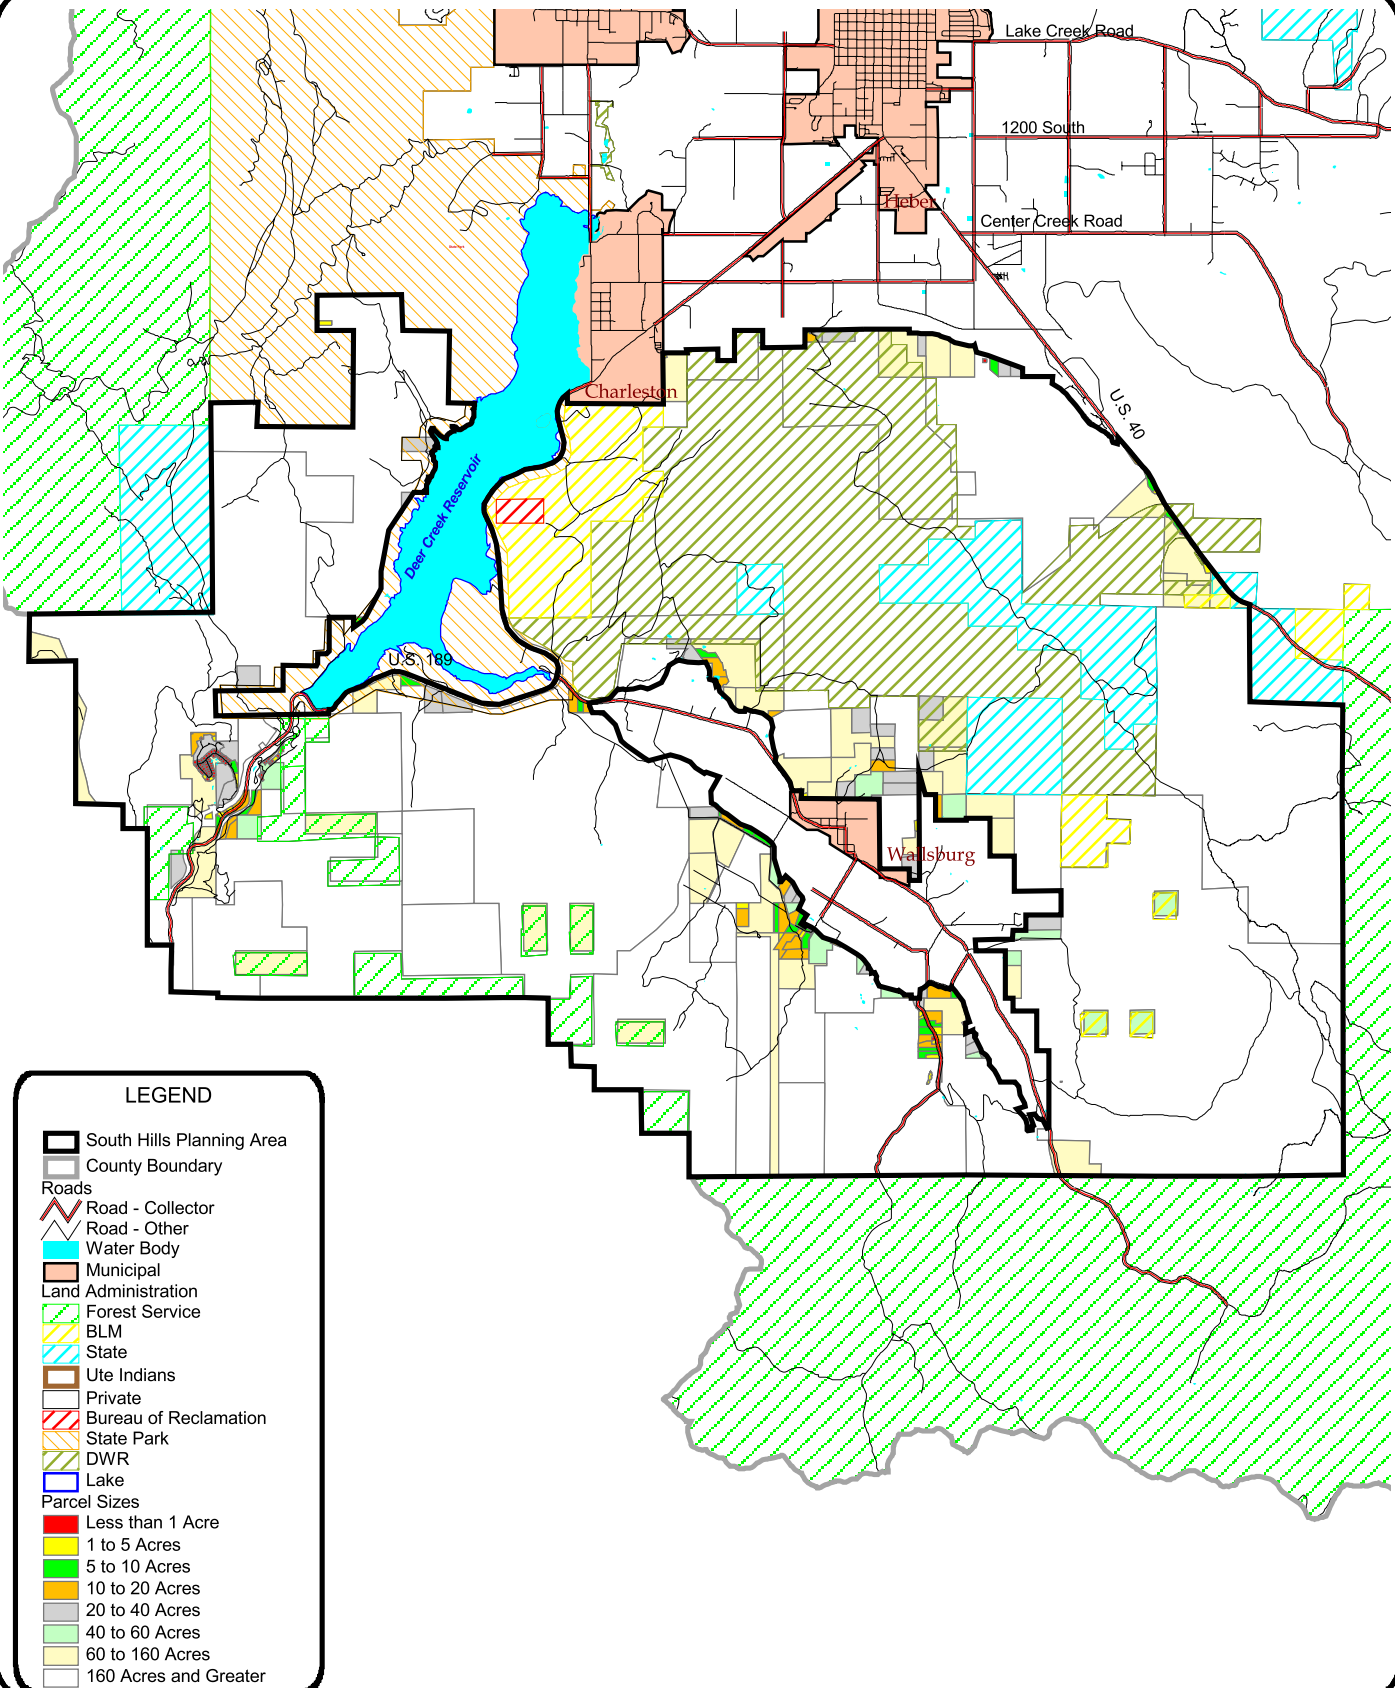 Lake Creek Road
1200 South
Heber
Center Creek Road
State Park
Charleston
U.S. 40
Deer Creek Reservoir
U.S. 189
Wallsburg
LEGEND
South Hills Planning Area
County Boundary
Roads
Road - Collector
Road - Other
Water Body
Municipal
Land Administration
Forest Service
BLM
State
Ute Indians
Private
Bureau of Reclamation
State Park
DWR
Lake
Parcel Sizes
Less than 1 Acre
1 to 5 Acres
5 to 10 Acres
10 to 20 Acres
20 to 40 Acres
40 to 60 Acres
60 to 160 Acres
160 Acres and Greater